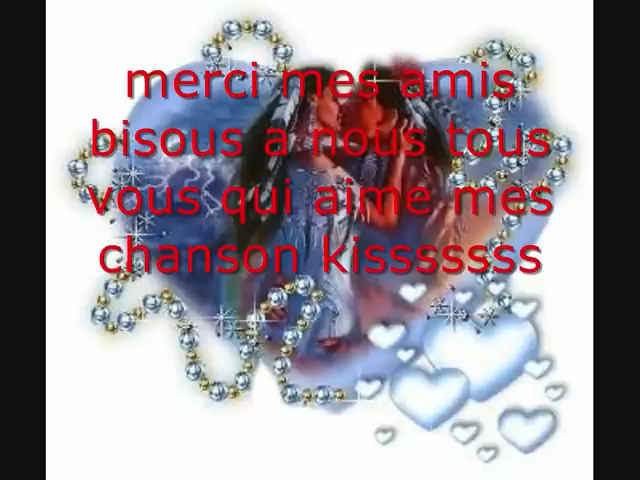 merci mes amis
bisous a nous tous
vous qui aime mes
chanson kisssssss